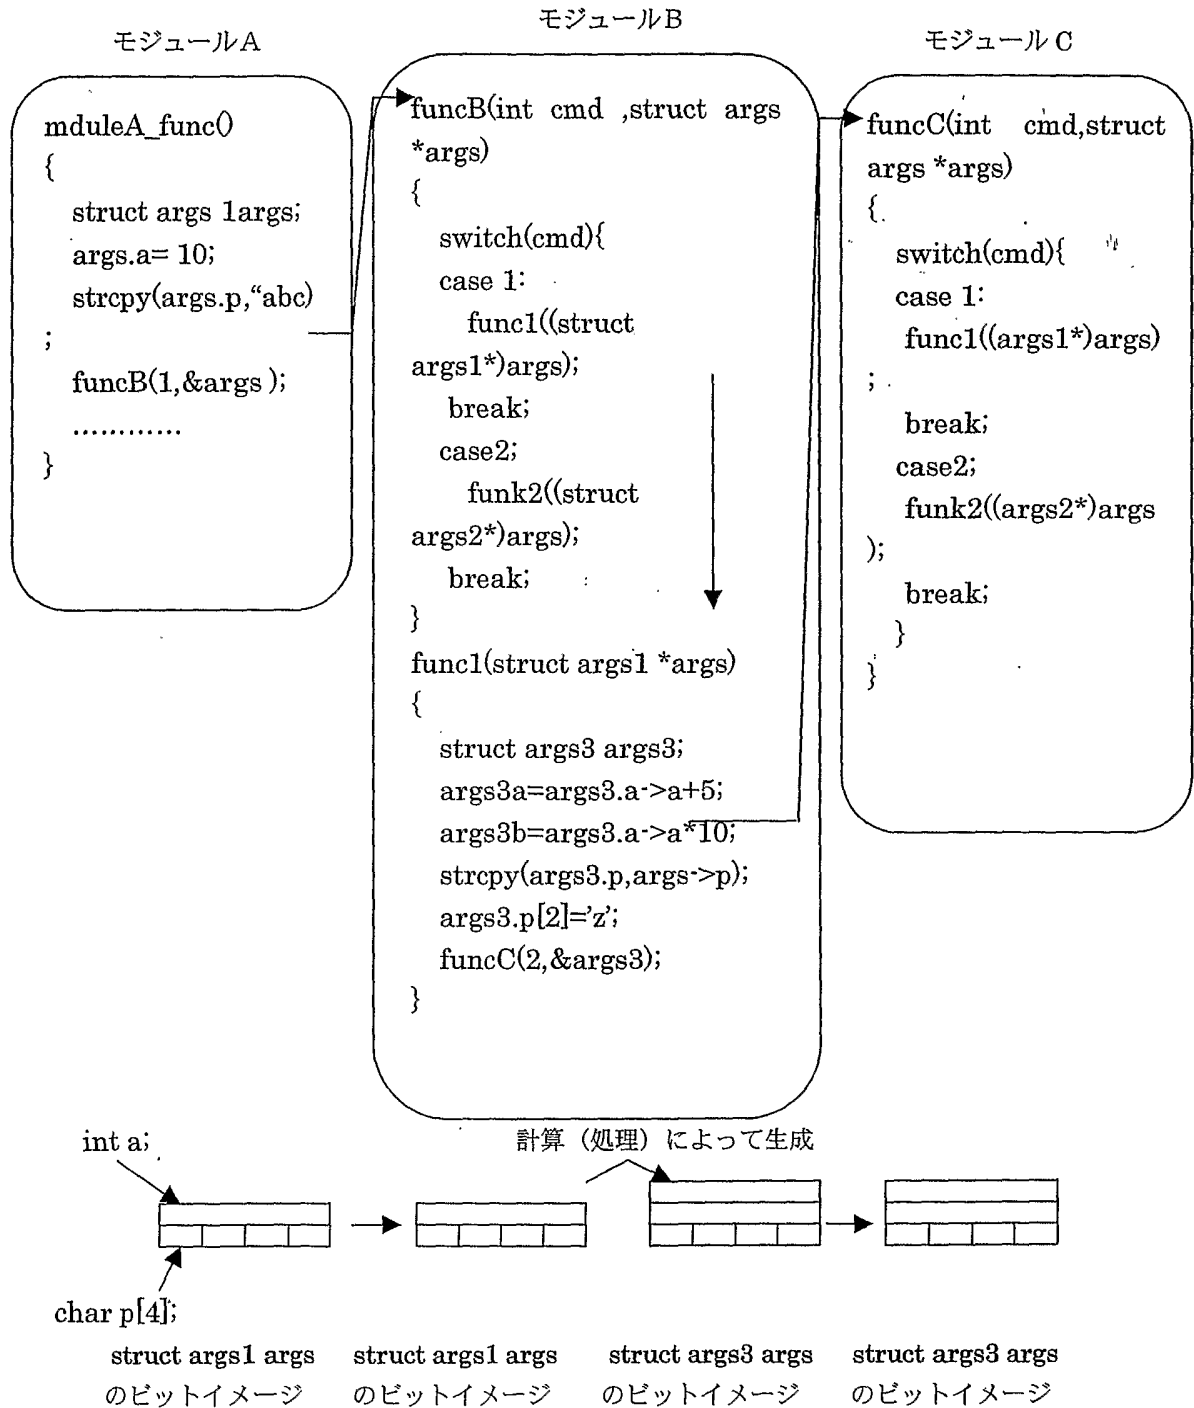 モジュールA
mduleA_func()
{
struct args 1args;
args.a= 10;
strcpy(args.p,“abc)
;
funcB(1,&args );
…………
}
モジュールB
funcB(int cmd ,struct args
*args)
{
switch(cmd){
case 1:
func1((struct
args1*)args);
break;
case2;
funk2((struct
args2*)args);
break;
}
func1(struct args1 *args)
{
struct args3 args3;
args3a=args3.a->a+5;
args3b=args3.a->a*10;
strcpy(args3.p,args->p);
args3.p[2]=’z’;
funcC(2,&args3);
}
モジュールC
funcC(int cmd,struct
args *args)
{
switch(cmd){
case 1:
func1((args1*)args)
;
break;
case2;
funk2((args2*)args
);
break;
}
}
int a;
計算（処理）によって生成
char p[4];
struct args1 args
のビットイメージ
struct args1 args
のビットイメージ
struct args3 args
のビットイメージ
struct args3 args
のビットイメージ